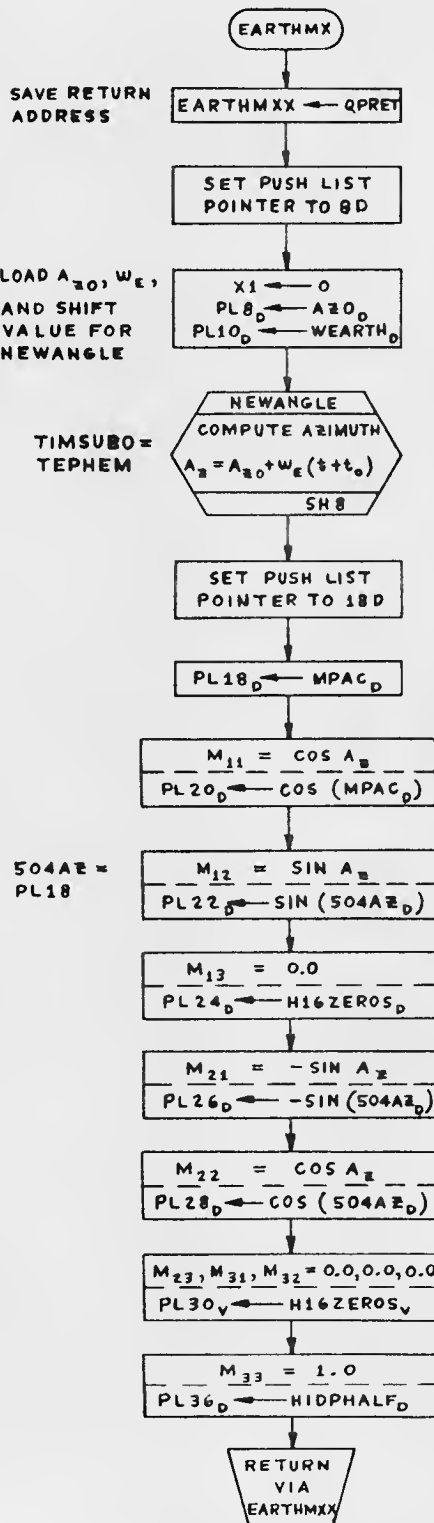 EARTHMX
SAVE RETURN
ADDRESS
EARTHMXX ← QPRET
SET PUSH LIST
POINTER TO 8D
LOAD A_Z0, W_E,
AND SHIFT
VALUE FOR
NEWANGLE
X1 ← 0
PL8_D ← AZO_D
PL10_D ← WEARTH_D
TIMSUBO=
TEPHEM
NEWANGLE
COMPUTE AZIMUTH
A_Z = A_Z0 + W_E (t + t_0)
SH8
SET PUSH LIST
POINTER TO 18D
PL18_D ← MPAC_D
M_11 = COS A_Z
PL20_D ← COS (MPAC_D)
504AZ =
PL18
M_12 = SIN A_Z
PL22_D ← SIN (504AZ_D)
M_13 = 0.0
PL24_D ← HI6ZEROS_D
M_21 = -SIN A_Z
PL26_D ← -SIN (504AZ_D)
M_22 = COS A_Z
PL28_D ← COS (504AZ_D)
M_23, M_31, M_32 = 0.0,0.0,0.0
PL30_V ← HI6ZEROS_V
M_33 = 1.0
PL36_D ← HIDPHALF_D
RETURN
VIA
EARTHMXX